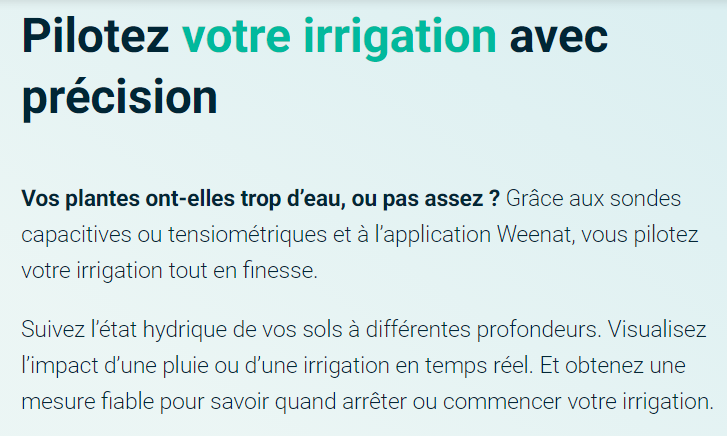 Pilotez votre irrigation avec
précision
Vos plantes ont-elles trop d’eau, ou pas assez ? Grâce aux sondes
capacitives ou tensiométriques et à l’application Weenat, vous pilotez
votre irrigation tout en finesse.
Suivez l’état hydrique de vos sols à différentes profondeurs. Visualisez
l’impact d’une pluie ou d’une irrigation en temps réel. Et obtenez une
mesure fiable pour savoir quand arrêter ou commencer votre irrigation.